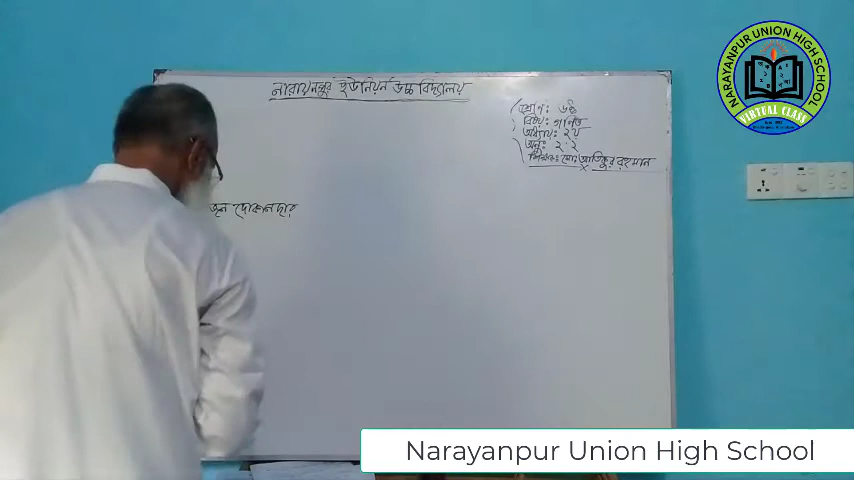 নারায়নপুর ইউনিয়ন উচ্চ বিদ্যালয়
শ্রেণি: ৬ষ্ঠ
বিষয়: গণিত
অধ্যায়: ২য়
অনুঃ ২.২
শিক্ষক: মোঃ আতিকুর রহমান
জন দোকানদার
NARAYANPUR UNION HIGH SCHOOL
VIRTUAL CLASS
Narayanpur Union High School